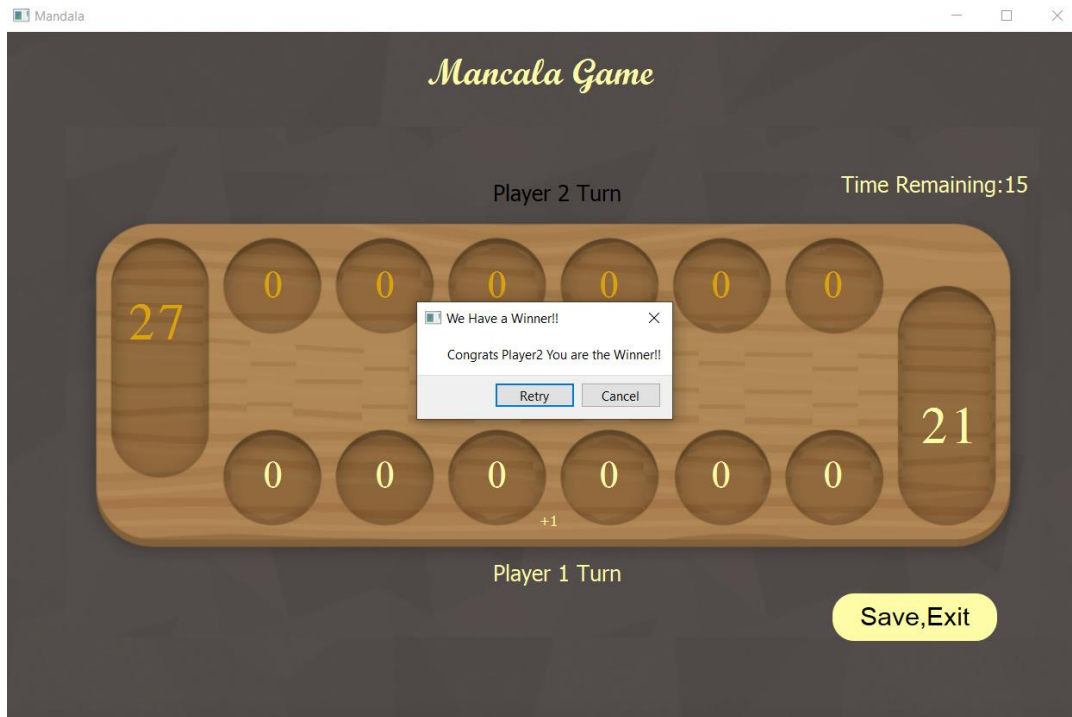 Mandala
Mancala Game
Player 2 Turn
Time Remaining:15
27
0 0 0 0 0 0
We Have a Winner!!
Congrats Player2 You are the Winner!!
Retry Cancel
21
0 0 0 0 0 0
+1
Player 1 Turn
Save,Exit